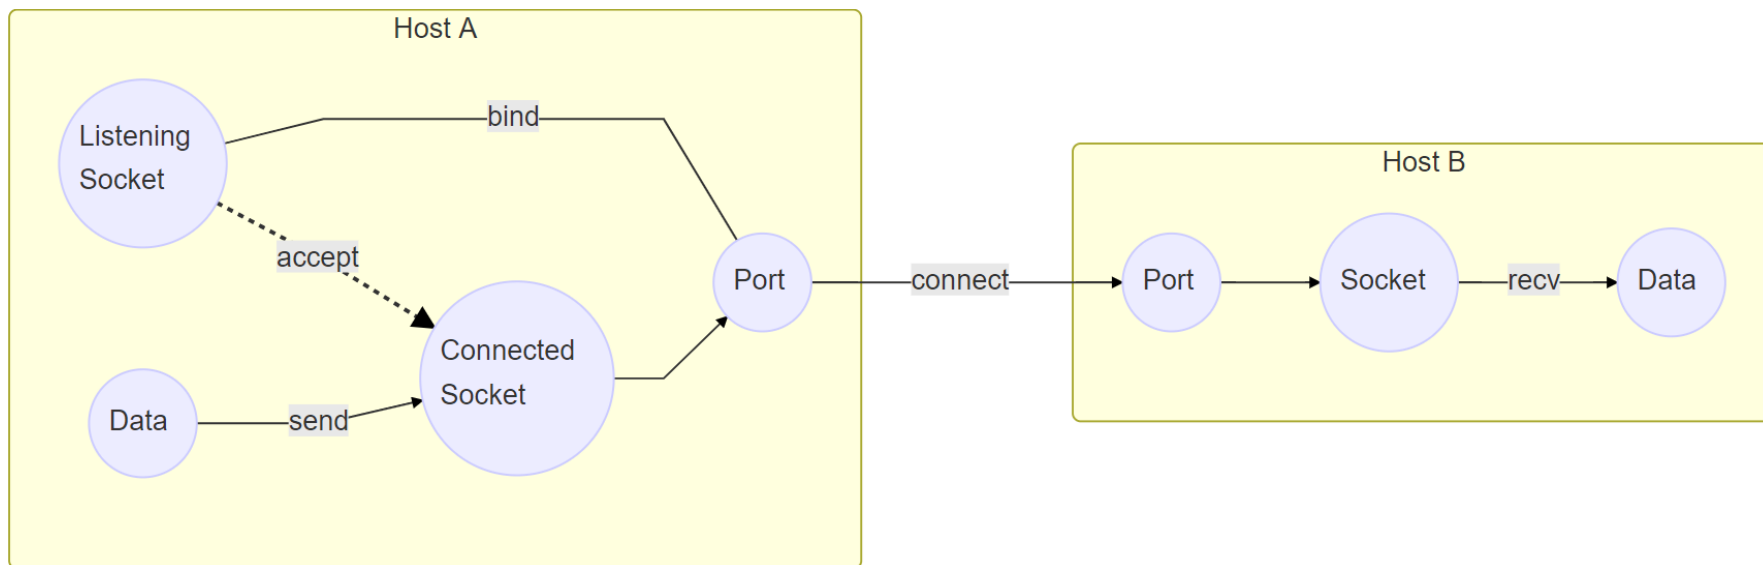 Host A
Listening
Socket
bind
accept
Connected
Socket
Data
send
Port
connect
Host B
Port
Socket
recv
Data